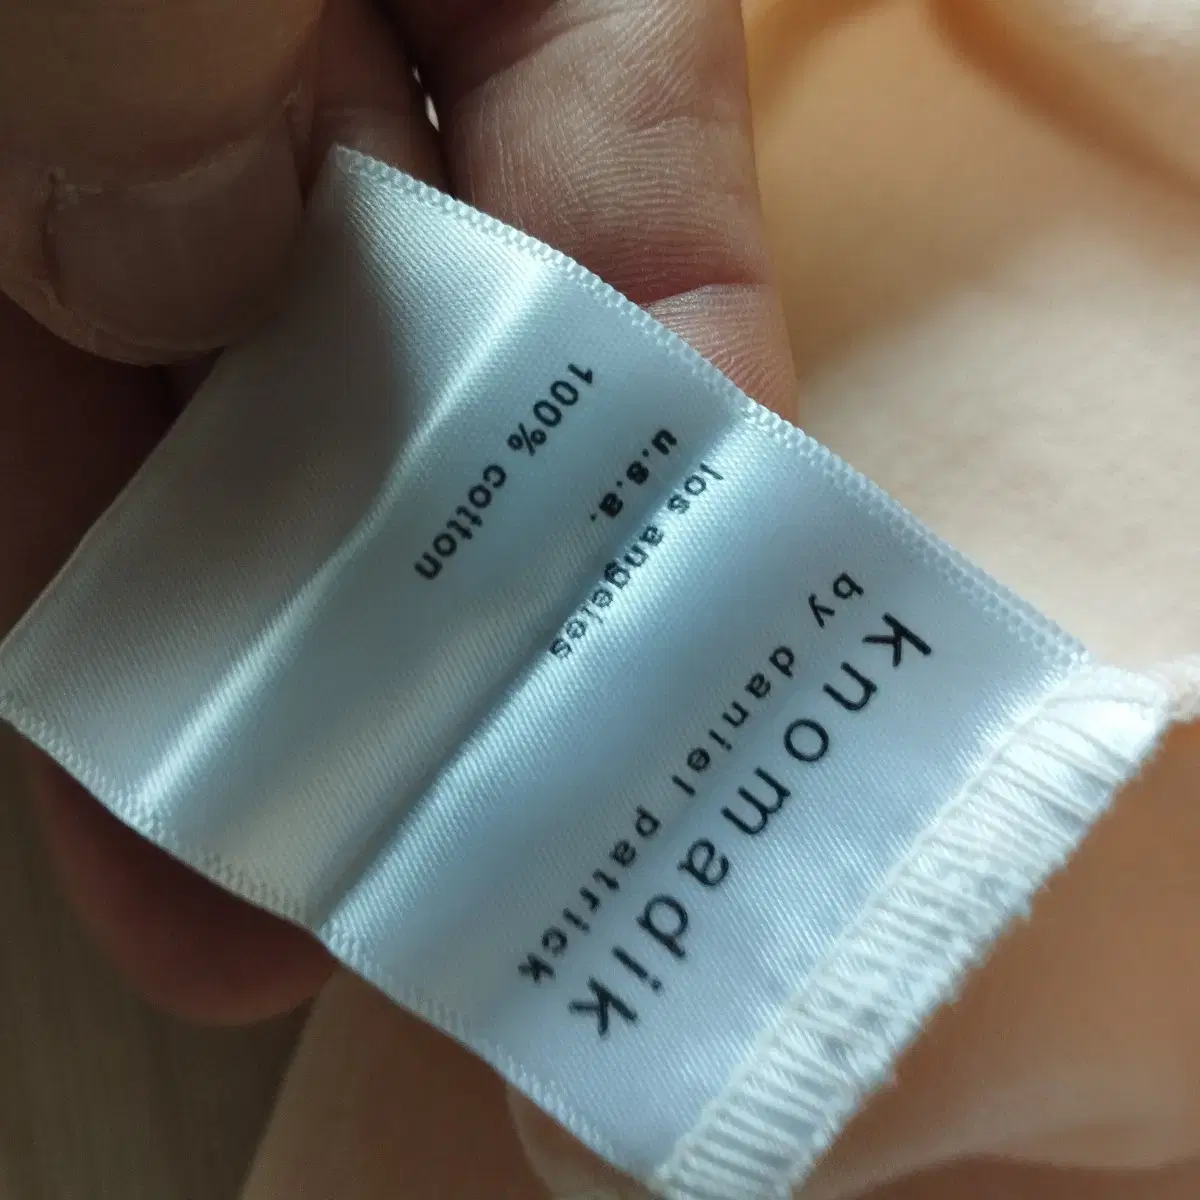 knomadik
by daniel patrick
los angeles
u.s.a.
100% cotton